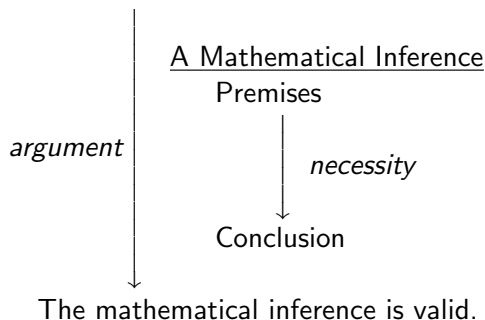 A Mathematical Inference
Premises
argument
necessity
Conclusion
The mathematical inference is valid.